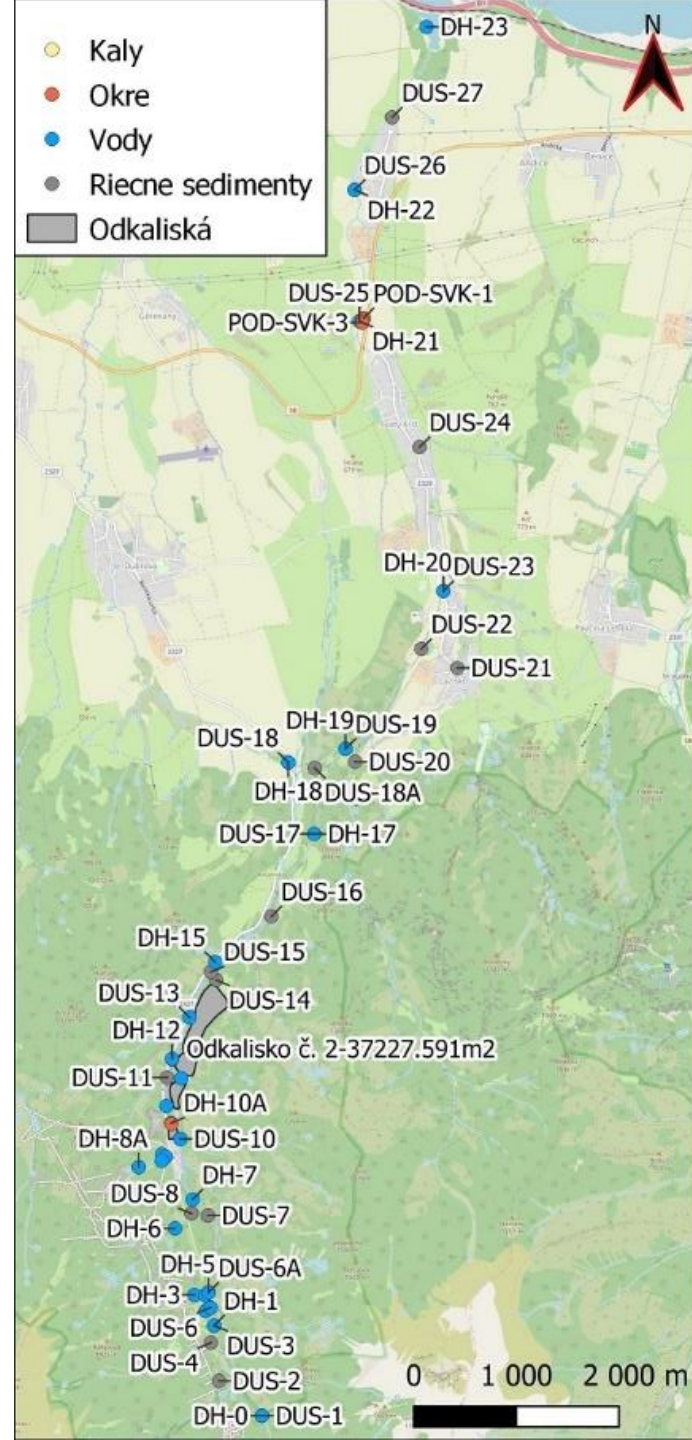 DH-23
N
Kaly
Okre
Vody
Riecne sedimenty
Odkaliská
DUS-27
DUS-26
DH-22
DUS-25 POD-SVK-1
POD-SVK-3
DH-21
DUS-24
DH-20 DUS-23
DUS-22
DUS-21
DH-19 DUS-19
DUS-18
DUS-20
DH-18 DUS-18A
DUS-17 DH-17
DUS-16
DH-15
DUS-15
DUS-13
DUS-14
DH-12
Odkalisko č. 2-37227.591m2
DUS-11
DH-10A
DH-8A
DUS-10
DUS-8
DH-7
DUS-7
DH-6
DH-5 DUS-6A
DH-3
DH-1
DUS-6
DUS-3
DUS-4
DUS-2
0 1 000 2 000 m
DH-0 DUS-1